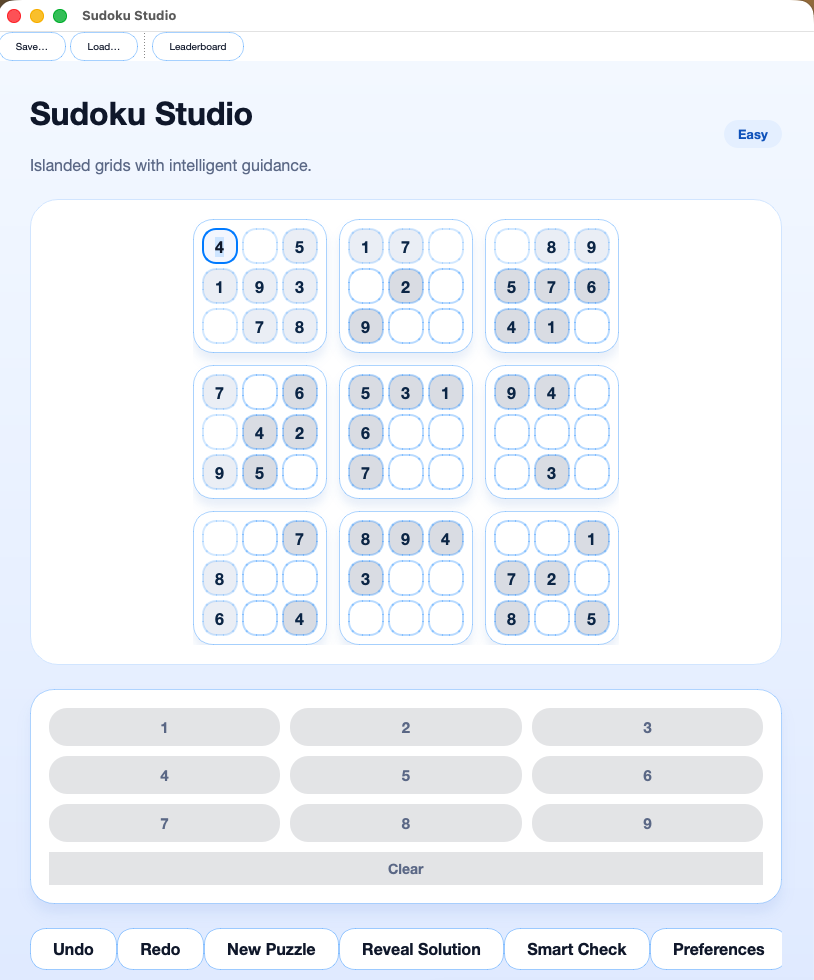 Sudoku Studio
Save... Load... Leaderboard
Sudoku Studio
Easy
Islanded grids with intelligent guidance.
4 5 1 7 8 9
1 9 3 2 5 7 6
7 8 9 4 1
7 6 5 3 1 9 4
4 2 6
9 5 7 3
7 8 9 4 1
8 3 7 2
6 4 8 5
1 2 3
4 5 6
7 8 9
Clear
Undo Redo New Puzzle Reveal Solution Smart Check Preferences